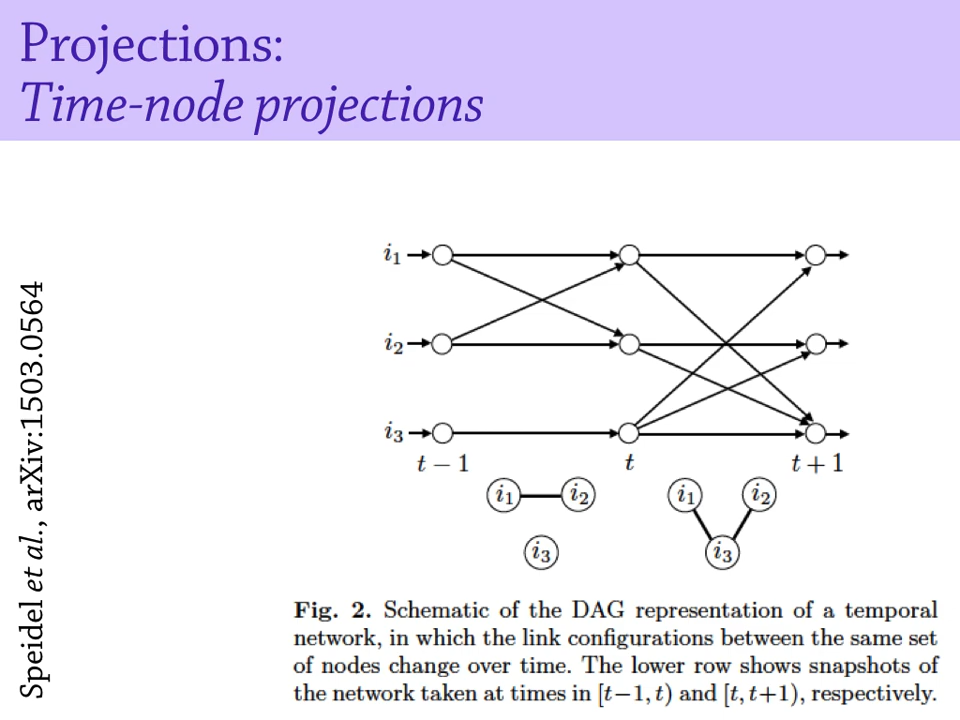 Projections:
Time-node projections
Speidel et al., arXiv:1503.0564
i₁
i₂
i₃
t − 1
t
t + 1
i₁
i₂
i₁
i₂
i₃
i₃
Fig. 2. Schematic of the DAG representation of a temporal
network, in which the link configurations between the same set
of nodes change over time. The lower row shows snapshots of
the network taken at times in [t−1, t) and [t, t+1), respectively.